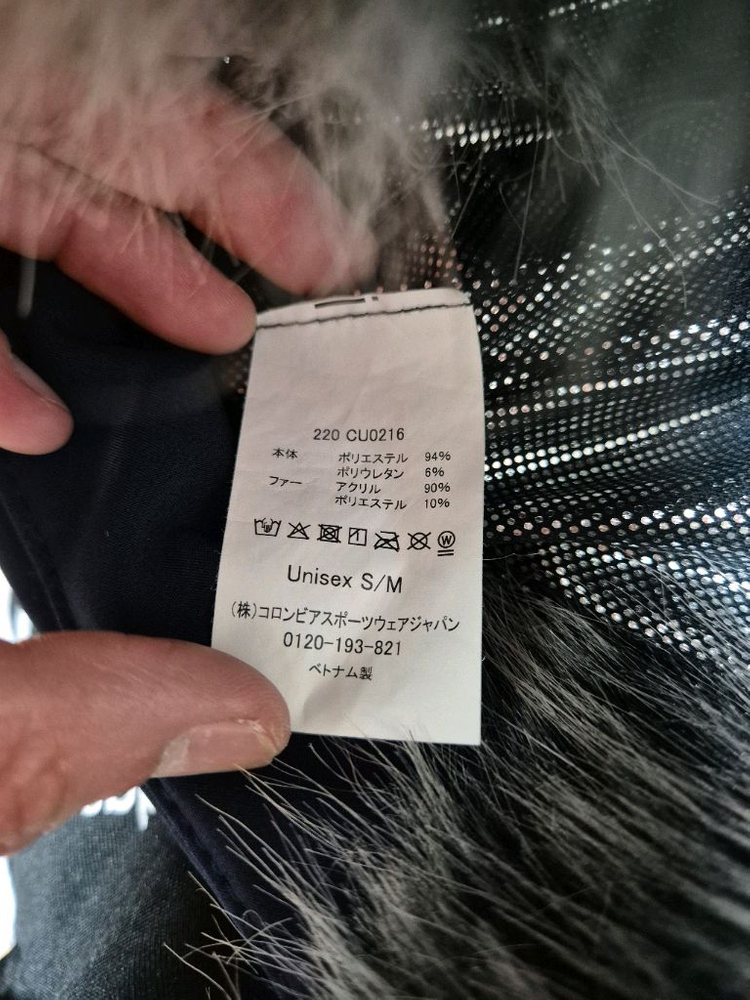 220 CU0216
本体 ポリエステル 94%
ポリウレタン 6%
ファー アクリル 90%
ポリエステル 10%
Unisex S/M
(株)コロンビアスポーツウェアジャパン
0120-193-821
ベトナム製